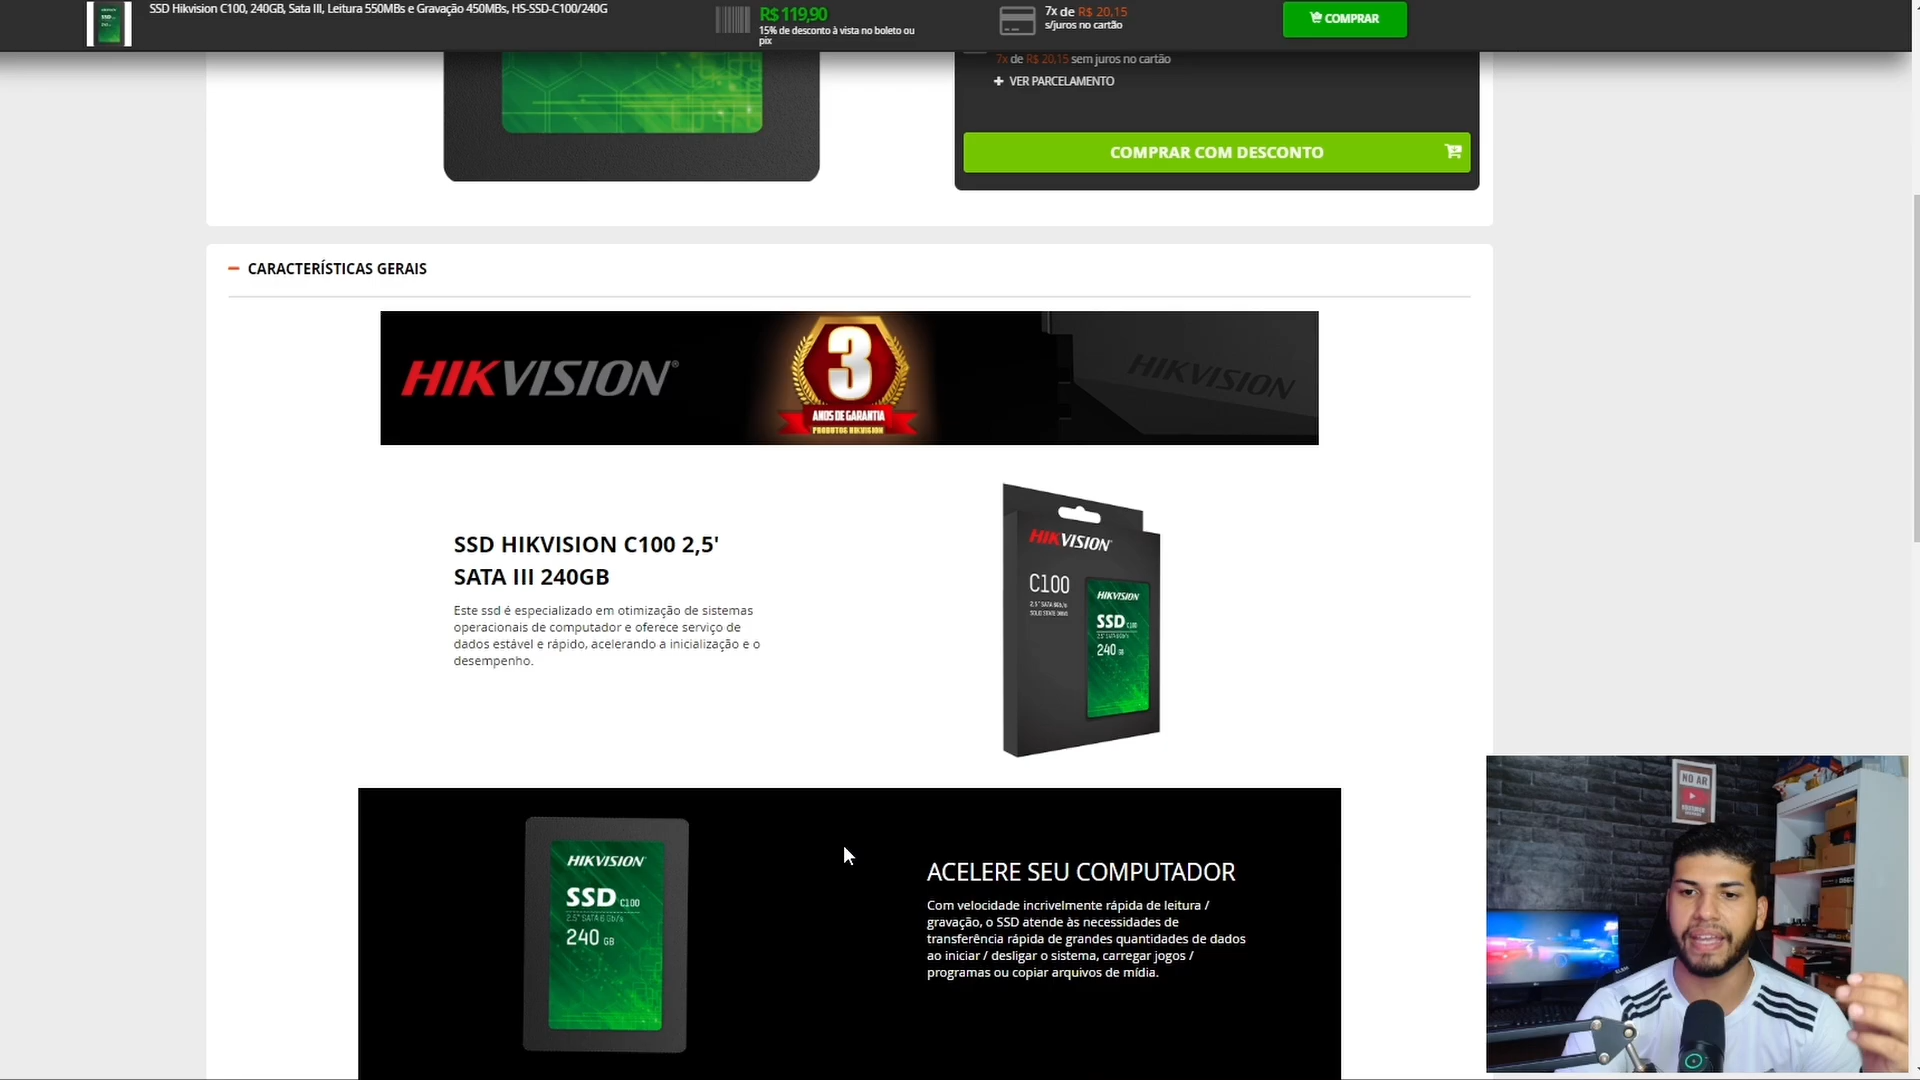 SSD Hikvision C100, 240GB, Sata III, Leitura 550MBs e Gravação 450MBs, HS-SSD-C100/240G
R$ 119,90
15% de desconto à vista no boleto ou
pix
7x de R$ 20,15
s/juros no cartão
COMPRAR
7x de R$ 20,15 sem juros no cartão
+ VER PARCELAMENTO
COMPRAR COM DESCONTO
CARACTERÍSTICAS GERAIS
HIKVISION®
3
ANOS DE GARANTIA
PRODUTOS HIKVISION
HIKVISION
SSD HIKVISION C100 2,5'
SATA III 240GB
Este ssd é especializado em otimização de sistemas
operacionais de computador e oferece serviço de
dados estável e rápido, acelerando a inicialização e o
desempenho.
HIKVISION
C100
2.5" SATA 6Gb/s
SOLID STATE DRIVE
HIKVISION
SSD C100
2.5" SATA 6 Gb/s
240 GB
HIKVISION
SSD C100
2.5" SATA 6 Gb/s
240 GB
ACELERE SEU COMPUTADOR
Com velocidade incrivelmente rápida de leitura /
gravação, o SSD atende às necessidades de
transferência rápida de grandes quantidades de dados
ao iniciar / desligar o sistema, carregar jogos /
programas ou copiar arquivos de mídia.
NO AR